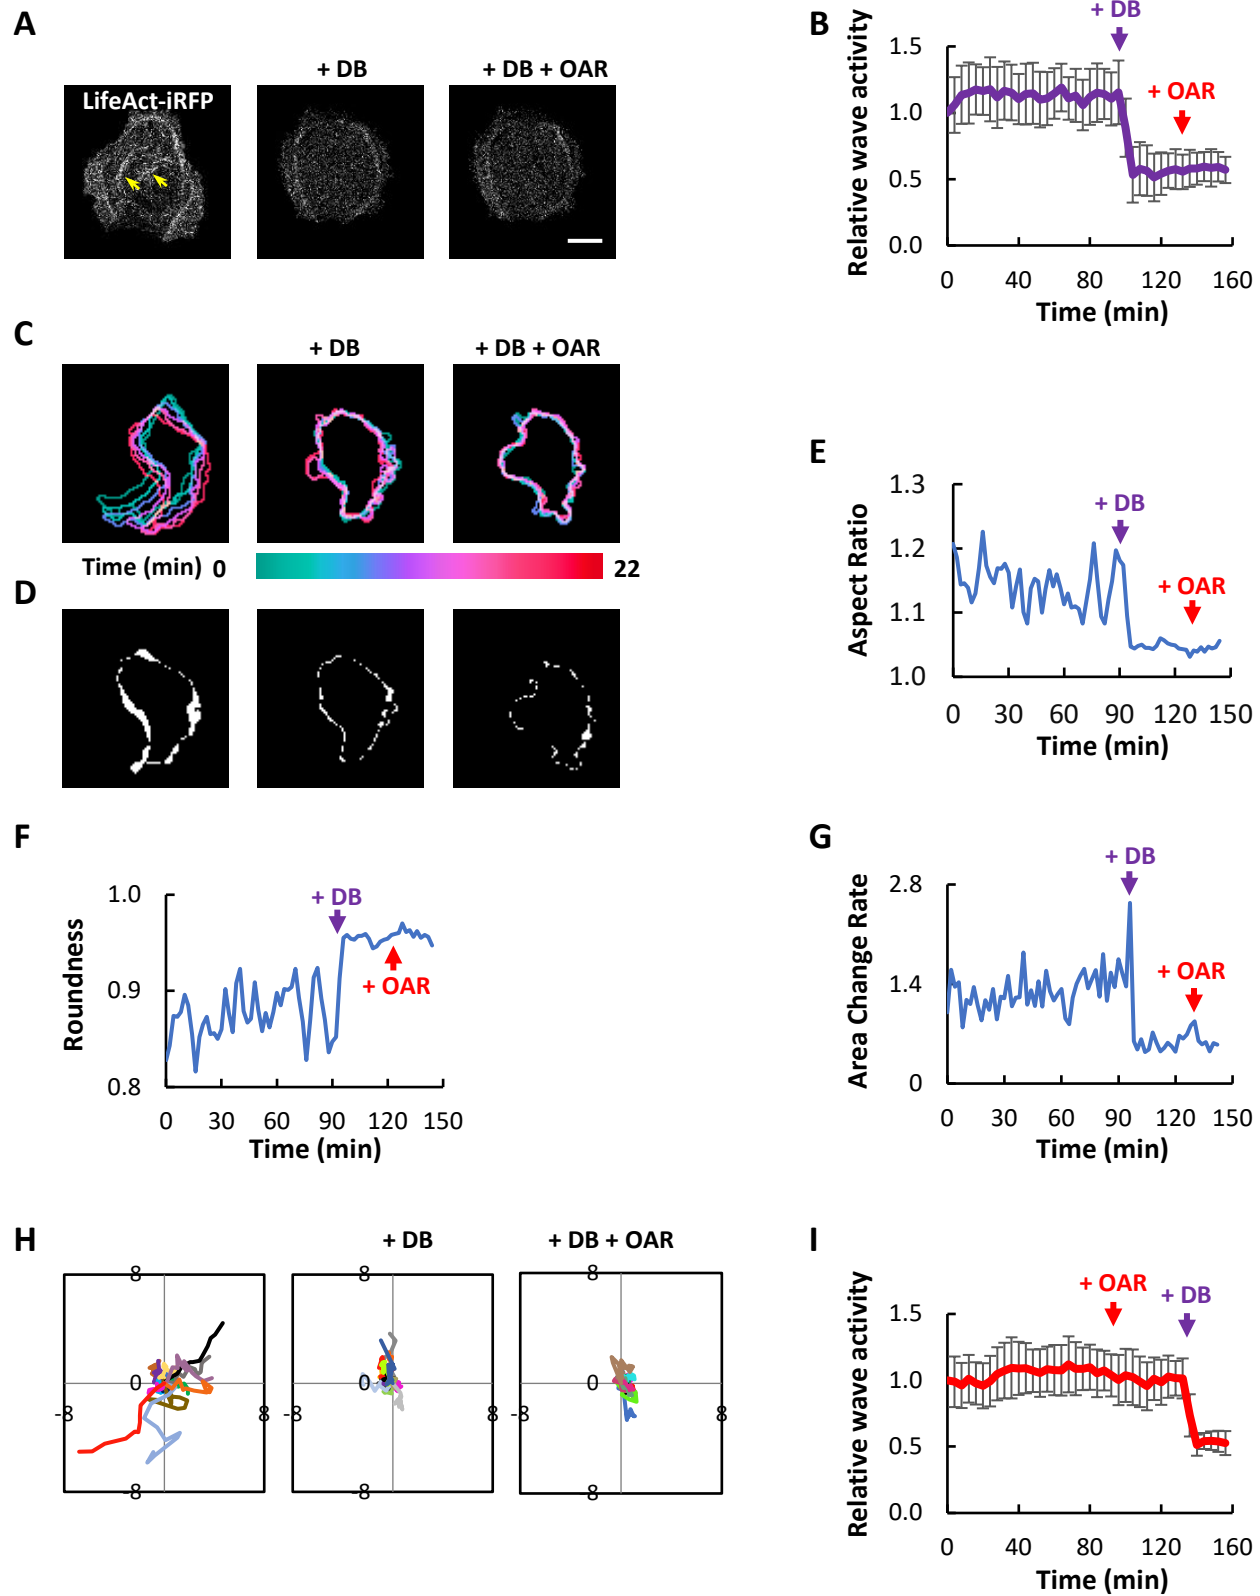 A
+ DB
+ DB + OAR
LifeAct-iRFP
B
+ DB
+ OAR
Relative wave activity
1.5
1.0
0.5
0.0
0 40 80 120 160
Time (min)
C
+ DB
+ DB + OAR
Time (min) 0
22
D
E
+ DB
+ OAR
Aspect Ratio
1.3
1.2
1.1
1.0
0 30 60 90 120 150
Time (min)
F
+ DB
+ OAR
Roundness
1.0
0.9
0.8
0 30 60 90 120 150
Time (min)
G
+ DB
+ OAR
Area Change Rate
2.8
1.4
0
0 30 60 90 120 150
Time (min)
H
+ DB
+ DB + OAR
8
0
-8
8
-8
8
0
-8
8
-8
8
0
-8
8
-8
I
+ OAR
+ DB
Relative wave activity
1.5
1.0
0.5
0.0
0 40 80 120 160
Time (min)